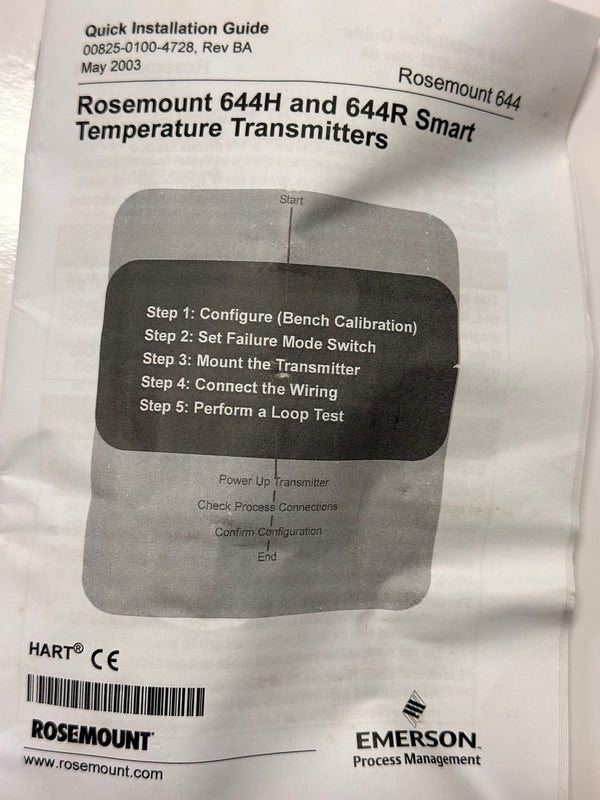 Quick Installation Guide
00825-0100-4728, Rev BA
May 2003
Rosemount 644
Rosemount 644H and 644R Smart
Temperature Transmitters
Start
Step 1: Configure (Bench Calibration)
Step 2: Set Failure Mode Switch
Step 3: Mount the Transmitter
Step 4: Connect the Wiring
Step 5: Perform a Loop Test
Power Up Transmitter
Check Process Connections
Confirm Configuration
End
HART® CE
ROSEMOUNT®
www.rosemount.com
EMERSON™
Process Management